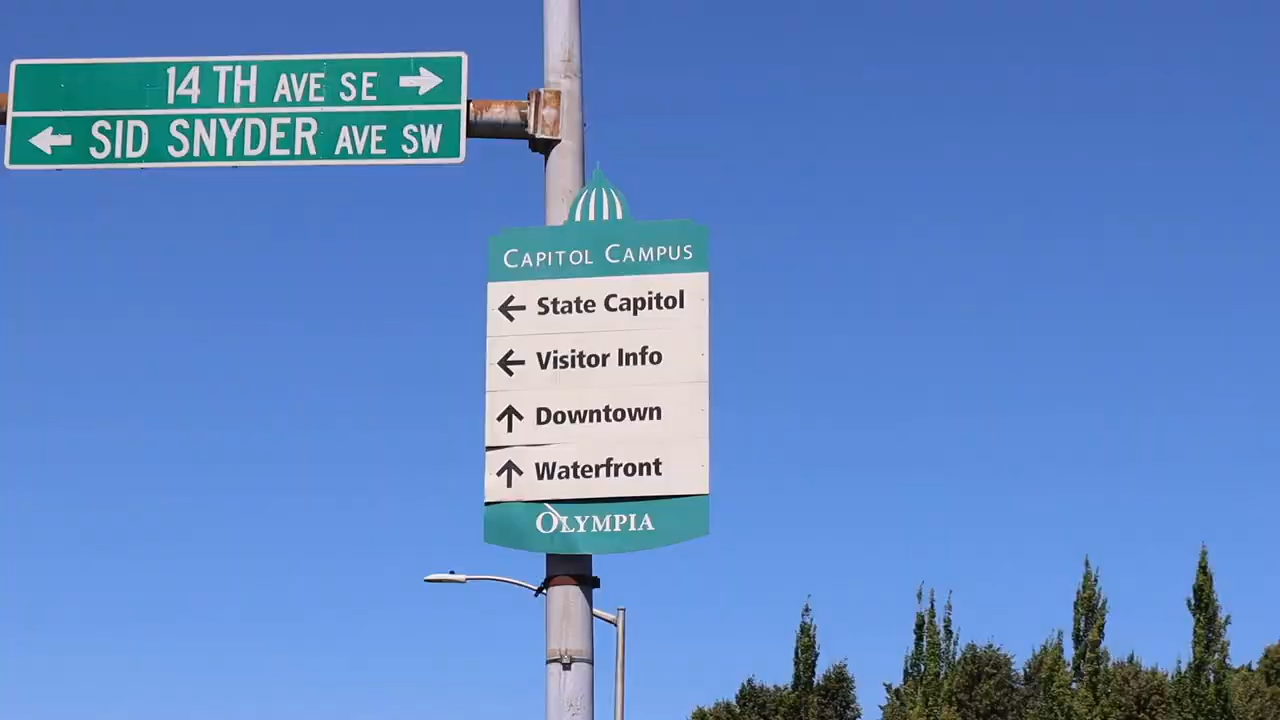 14 TH AVE SE →
← SID SNYDER AVE SW
CAPITOL CAMPUS
← State Capitol
← Visitor Info
↑ Downtown
↑ Waterfront
OLYMPIA